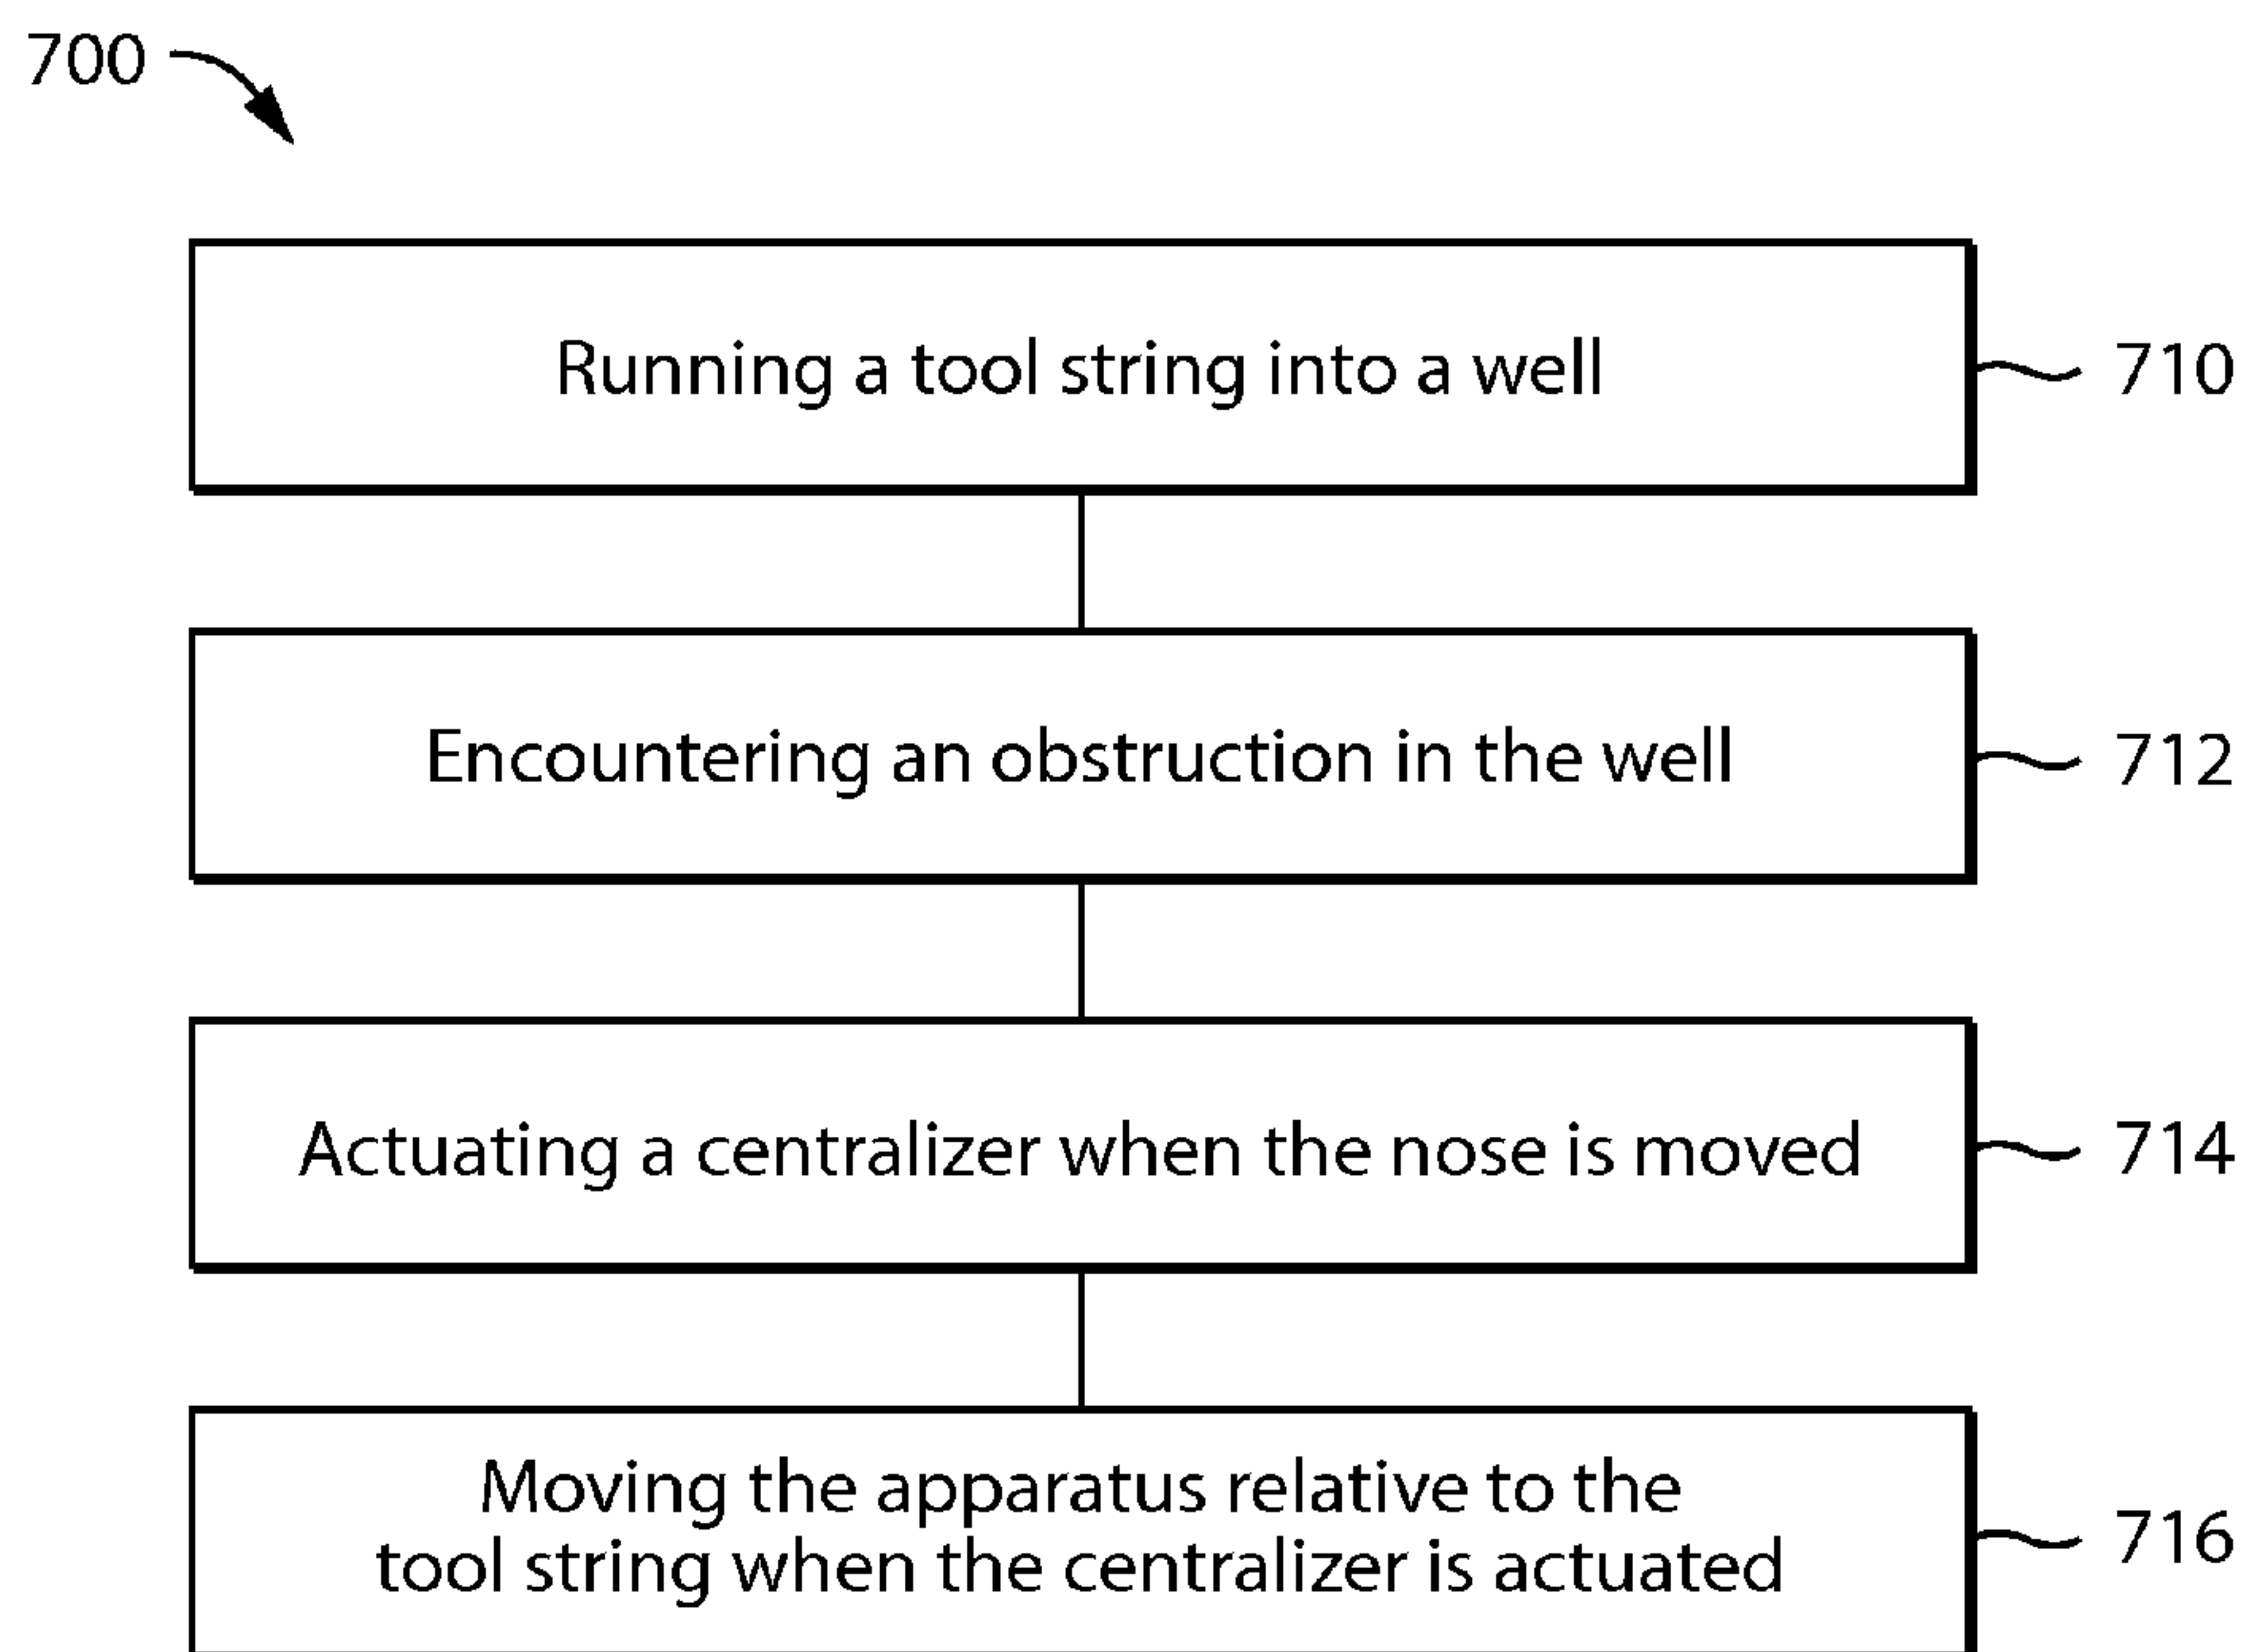 700
Running a tool string into a well
710
Encountering an obstruction in the well
712
Actuating a centralizer when the nose is moved
714
Moving the apparatus relative to the
tool string when the centralizer is actuated
716